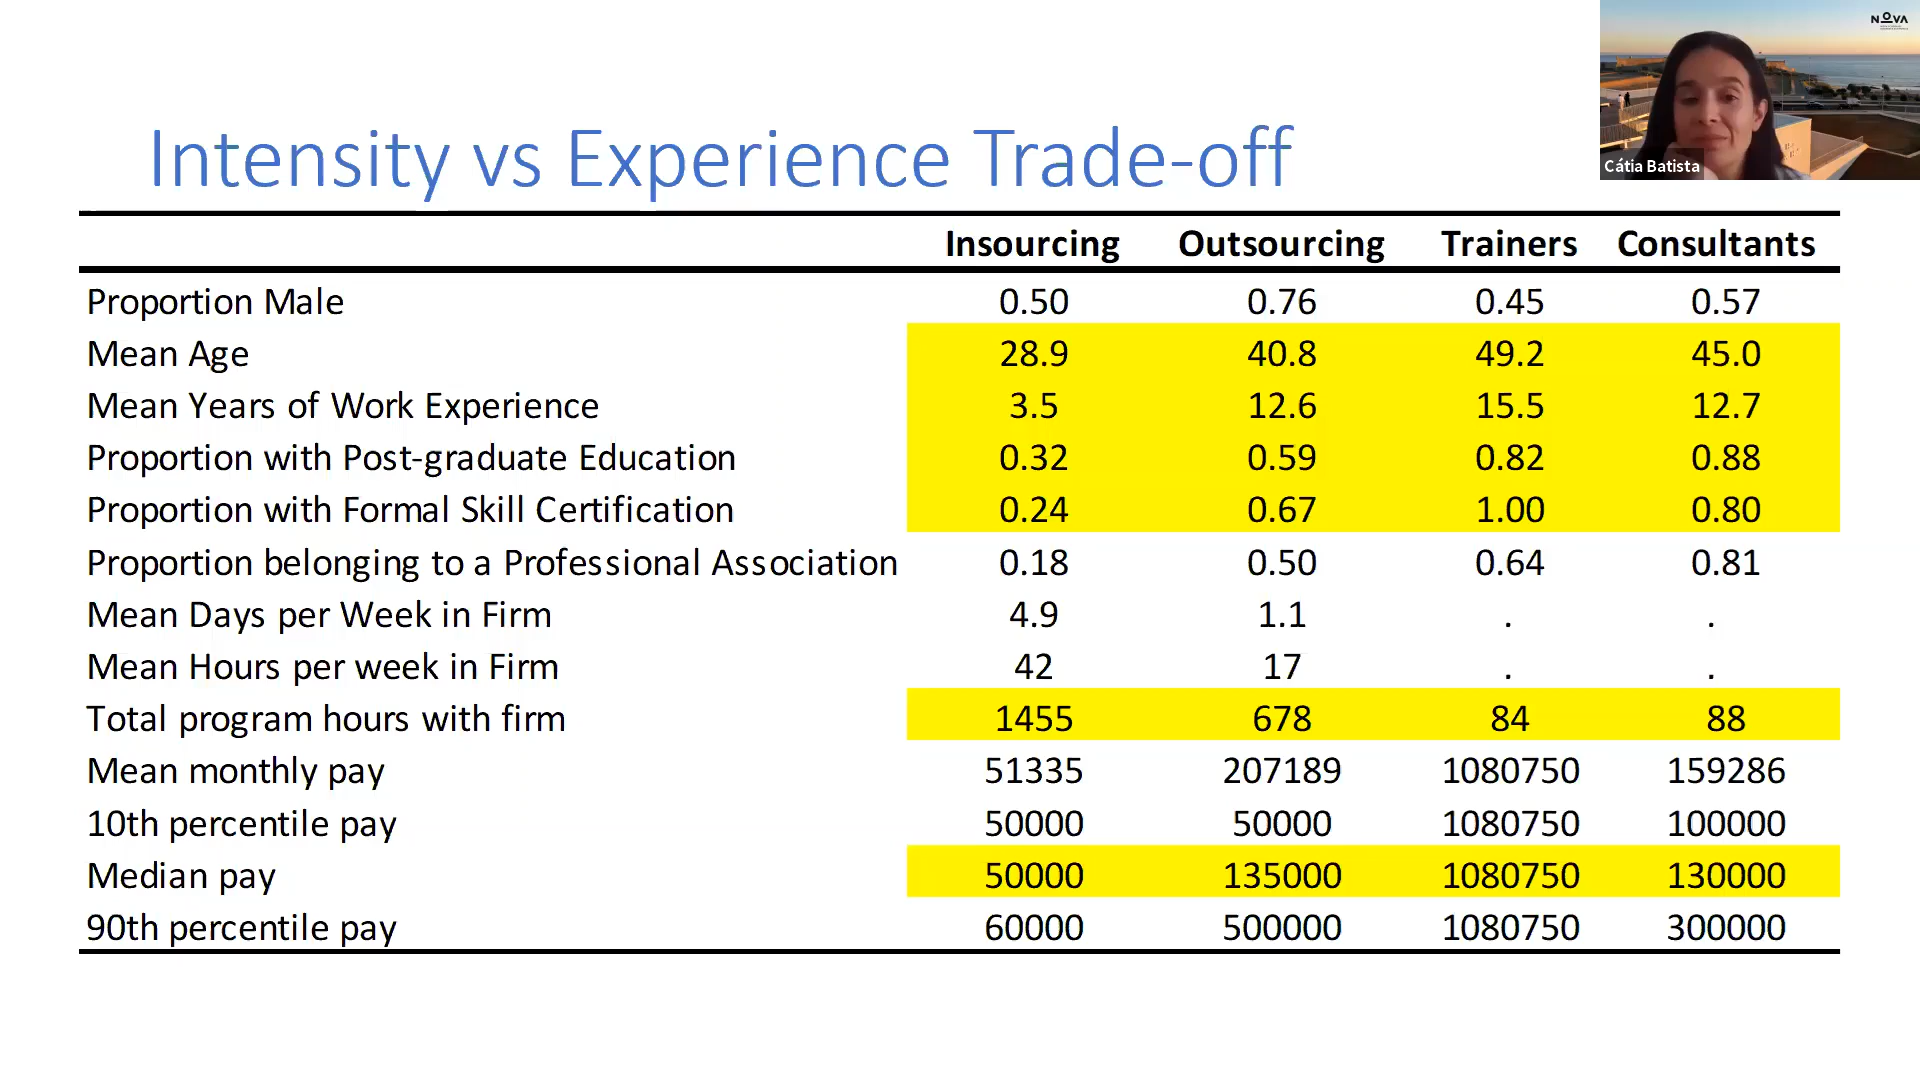 NOVA
Cátia Batista
Intensity vs Experience Trade-off
Insourcing Outsourcing Trainers Consultants
Proportion Male 0.50 0.76 0.45 0.57
Mean Age 28.9 40.8 49.2 45.0
Mean Years of Work Experience 3.5 12.6 15.5 12.7
Proportion with Post-graduate Education 0.32 0.59 0.82 0.88
Proportion with Formal Skill Certification 0.24 0.67 1.00 0.80
Proportion belonging to a Professional Association 0.18 0.50 0.64 0.81
Mean Days per Week in Firm 4.9 1.1 . .
Mean Hours per week in Firm 42 17 . .
Total program hours with firm 1455 678 84 88
Mean monthly pay 51335 207189 1080750 159286
10th percentile pay 50000 50000 1080750 100000
Median pay 50000 135000 1080750 130000
90th percentile pay 60000 500000 1080750 300000